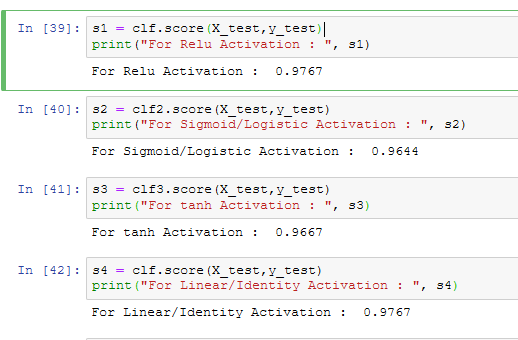 In [39]: s1 = clf.score(X_test,y_test)
print("For Relu Activation : ", s1)
For Relu Activation :  0.9767
In [40]: s2 = clf2.score(X_test,y_test)
print("For Sigmoid/Logistic Activation : ", s2)
For Sigmoid/Logistic Activation :  0.9644
In [41]: s3 = clf3.score(X_test,y_test)
print("For tanh Activation : ", s3)
For tanh Activation :  0.9667
In [42]: s4 = clf.score(X_test,y_test)
print("For Linear/Identity Activation : ", s4)
For Linear/Identity Activation :  0.9767